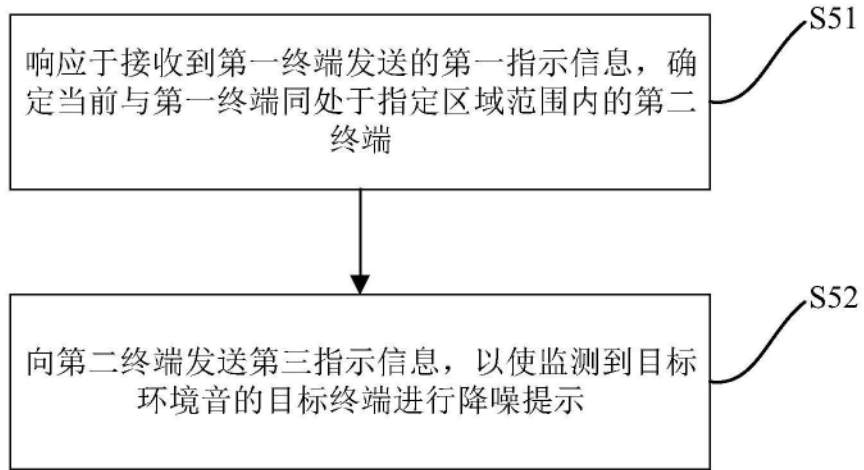 S51
响应于接收到第一终端发送的第一指示信息，确
定当前与第一终端同处于指定区域范围内的第二
终端
S52
向第二终端发送第三指示信息，以使监测到目标
环境音的目标终端进行降噪提示